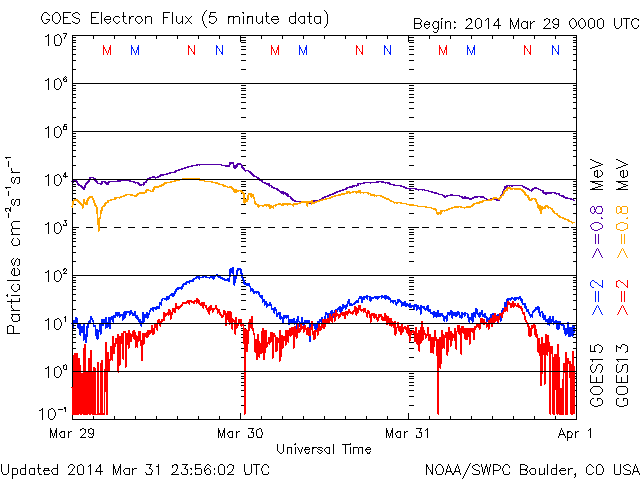 GOES Electron Flux (5 minute data)
Begin: 2014 Mar 29 0000 UTC
10⁷
M M N N M M N N M M N N
10⁶
10⁵
10⁴
10³
10²
10¹
10⁰
10⁻¹
Particles cm⁻²s⁻¹sr⁻¹
Mar 29 Mar 30 Mar 31 Apr 1
Universal Time
GOES15 >=2 >=0.8 MeV
GOES13 >=2 >=0.8 MeV
Updated 2014 Mar 31 23:56:02 UTC
NOAA/SWPC Boulder, CO USA